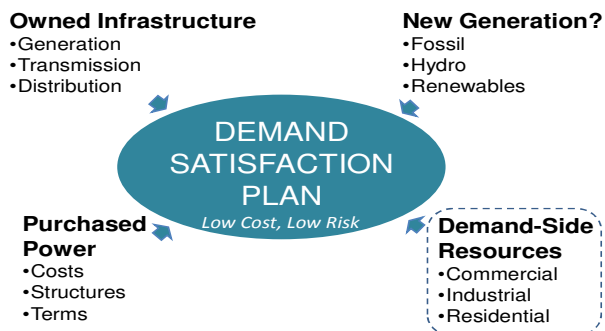 Owned Infrastructure
•Generation
•Transmission
•Distribution
New Generation?
•Fossil
•Hydro
•Renewables
DEMAND
SATISFACTION
PLAN
Low Cost, Low Risk
Purchased
Power
•Costs
•Structures
•Terms
Demand-Side
Resources
•Commercial
•Industrial
•Residential